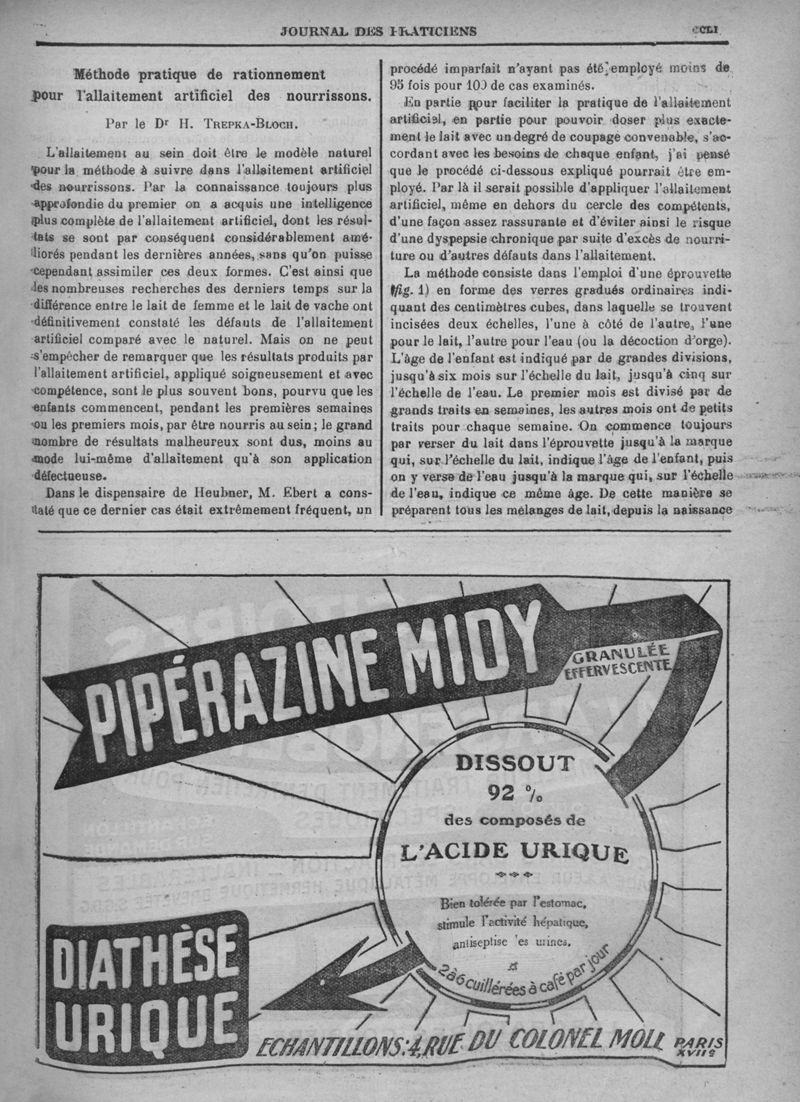 JOURNAL DES PRATICIENS
CCLI
Méthode pratique de rationnement
pour l'allaitement artificiel des nourrissons.
Par le Dr H. Trepka-Bloch.
L'allaitement au sein doit être le modèle naturel
pour la méthode à suivre dans l'allaitement artificiel
des nourrissons. Par la connaissance toujours plus
approfondie du premier on a acquis une intelligence
plus complète de l'allaitement artificiel, dont les résul-
tats se sont par conséquent considérablement amé-
liorés pendant les dernières années, sans qu'on puisse
cependant assimiler ces deux formes. C'est ainsi que
les nombreuses recherches des derniers temps sur la
différence entre le lait de femme et le lait de vache ont
définitivement constaté les défauts de l'allaitement
artificiel comparé avec le naturel. Mais on ne peut
s'empêcher de remarquer que les résultats produits par
l'allaitement artificiel, appliqué soigneusement et avec
compétence, sont le plus souvent bons, pourvu que les
enfants commencent, pendant les premières semaines
ou les premiers mois, par être nourris au sein; le grand
nombre de résultats malheureux sont dus, moins au
mode lui-même d'allaitement qu'à son application
défectueuse.
Dans le dispensaire de Heubner, M. Ebert a cons-
taté que ce dernier cas était extrêmement fréquent, un
procédé imparfait n'ayant pas été employé moins de
95 fois pour 100 de cas examinés.
En partie pour faciliter la pratique de l'allaitement
artificiel, en partie pour pouvoir doser plus exacte-
ment le lait avec un degré de coupage convenable, s'ac-
cordant avec les besoins de chaque enfant, j'ai pensé
que le procédé ci-dessous expliqué pourrait être em-
ployé. Par là il serait possible d'appliquer l'allaitement
artificiel, même en dehors du cercle des compétents,
d'une façon assez rassurante et d'éviter ainsi le risque
d'une dyspepsie chronique par suite d'excès de nourri-
ture ou d'autres défauts dans l'allaitement.
La méthode consiste dans l'emploi d'une éprouvette
(fig. 1) en forme des verres gradués ordinaires indi-
quant des centimètres cubes, dans laquelle se trouvent
incisées deux échelles, l'une à côté de l'autre, l'une
pour le lait, l'autre pour l'eau (ou la décoction d'orge).
L'âge de l'enfant est indiqué par de grandes divisions,
jusqu'à six mois sur l'échelle du lait, jusqu'à cinq sur
l'échelle de l'eau. Le premier mois est divisé par de
grands traits en semaines, les autres mois ont de petits
traits pour chaque semaine. On commence toujours
par verser du lait dans l'éprouvette jusqu'à la marque
qui, sur l'échelle du lait, indique l'âge de l'enfant, puis
on y verse de l'eau jusqu'à la marque qui, sur l'échelle
de l'eau, indique ce même âge. De cette manière se
préparent tous les mélanges de lait, depuis la naissance
PIPÉRAZINE MIDY
GRANULÉE
EFFERVESCENTE
DISSOUT
92 %
des composés de
L'ACIDE URIQUE
Bien tolérée par l'estomac,
stimule l'activité hépatique,
antiseptise les urines.
2 à 6 cuillérées à café par jour
DIATHÈSE
URIQUE
ECHANTILLONS: 4, RUE DU COLONEL MOLL PARIS
XVIIe